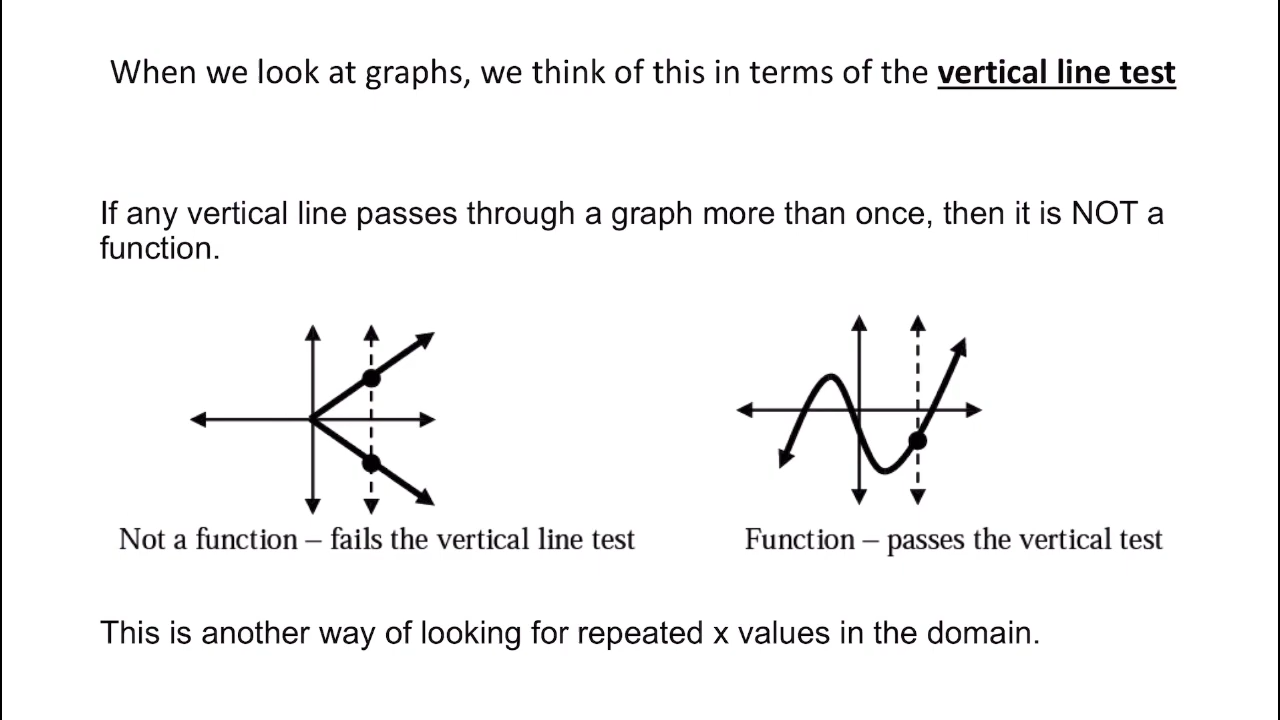 When we look at graphs, we think of this in terms of the vertical line test
If any vertical line passes through a graph more than once, then it is NOT a
function.
Not a function – fails the vertical line test
Function – passes the vertical test
This is another way of looking for repeated x values in the domain.